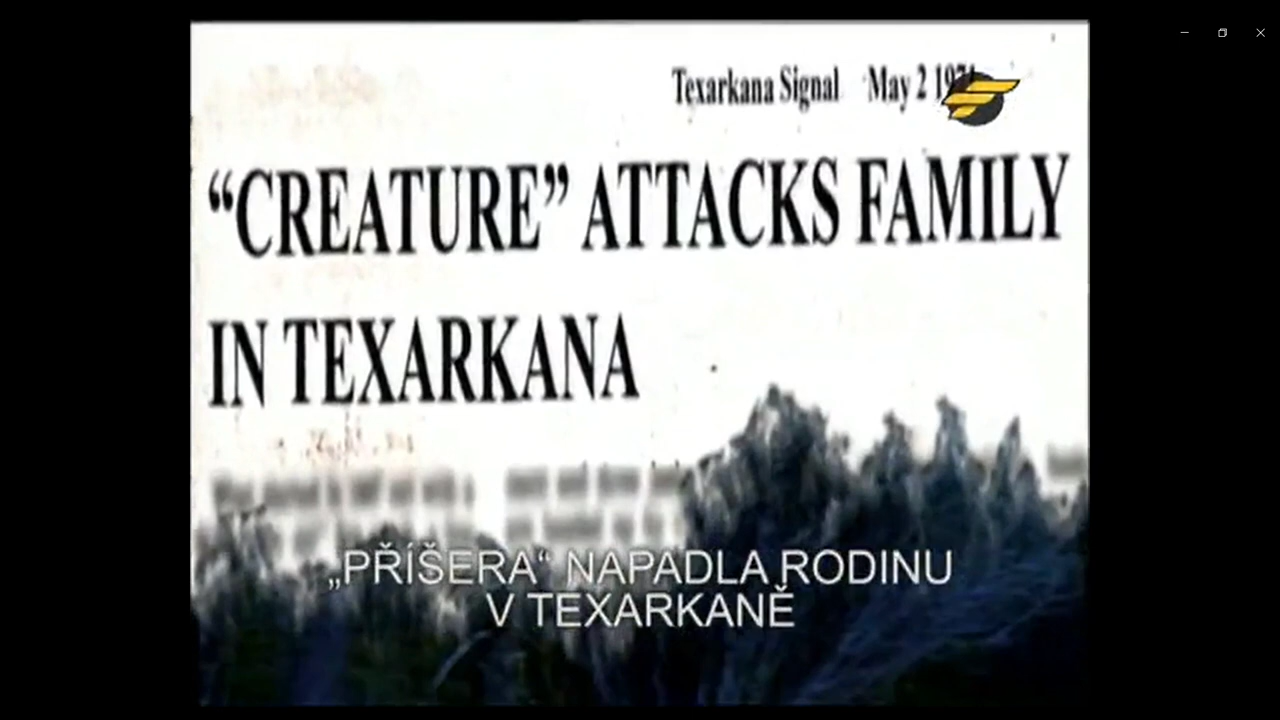 Texarkana Signal May 2
“CREATURE” ATTACKS FAMILY
IN TEXARKANA
„PŘÍŠERA“ NAPADLA RODINU
V TEXARKANĚ